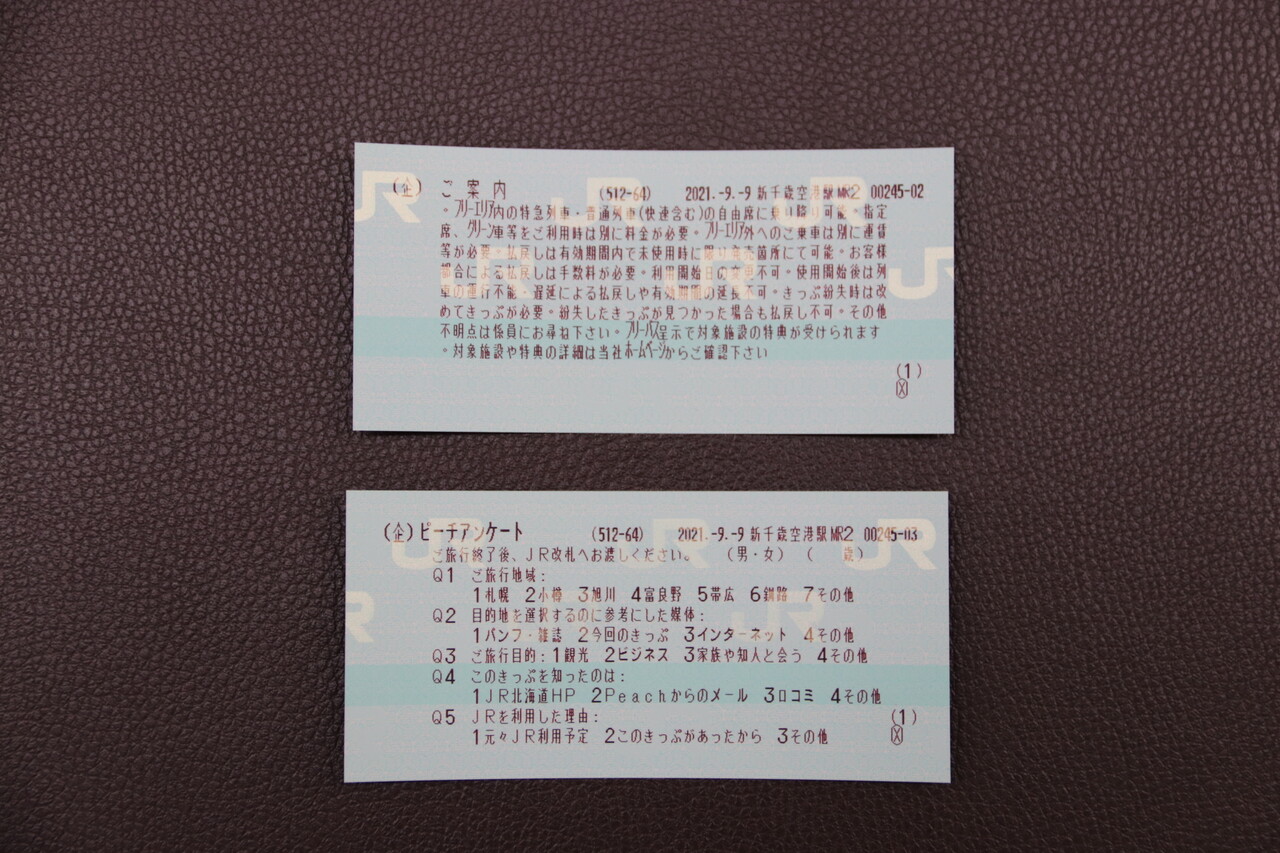 (企) ご案内 (512-64) 2021.-9.-9 新千歳空港駅MR2 00245-02
・フリーエリア内の特急列車・普通列車(快速含む)の自由席に乗り降り可能。指定
席、グリーン車等をご利用時は別に料金が必要。フリーエリア外へのご乗車は別に運賃
等が必要。払戻しは有効期間内で未使用時に限り発売箇所にて可能。お客様
都合による払戻しは手数料が必要。利用開始日の変更不可。使用開始後は列
車の運行不能・遅延による払戻しや有効期間の延長不可。きっぷ紛失時は改
めてきっぷが必要。紛失したきっぷが見つかった場合も払戻し不可。その他
不明点は係員にお尋ね下さい。フリーパス呈示で対象施設の特典が受けられます
。対象施設や特典の詳細は当社ホームページからご確認下さい
(1)
(企)ピーチアンケート (512-64) 2021.-9.-9 新千歳空港駅MR2 00245-03
ご旅行終了後、JR改札へお渡しください。 (男・女) ( 歳)
Q1 ご旅行地域:
1札幌 2小樽 3旭川 4富良野 5帯広 6釧路 7その他
Q2 目的地を選択するのに参考にした媒体:
1パンフ・雑誌 2今回のきっぷ 3インターネット 4その他
Q3 ご旅行目的:1観光 2ビジネス 3家族や知人と会う 4その他
Q4 このきっぷを知ったのは:
1JR北海道HP 2Peachからのメール 3口コミ 4その他
Q5 JRを利用した理由: (1)
1元々JR利用予定 2このきっぷがあったから 3その他